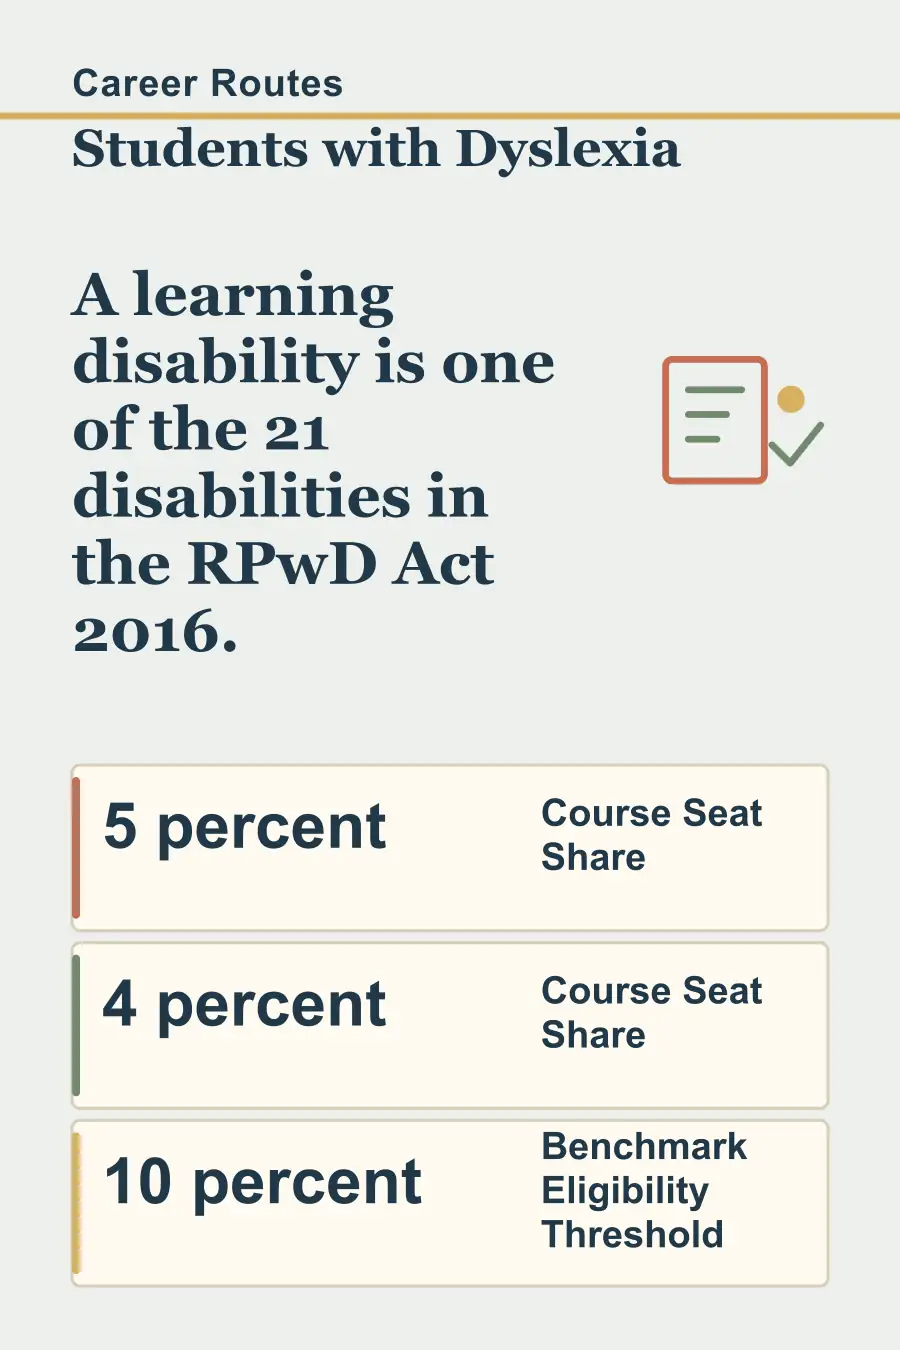 Career Routes
Students with Dyslexia
A learning
disability is one
of the 21
disabilities in
the RPwD Act
2016.
5 percent
Course Seat
Share
4 percent
Course Seat
Share
10 percent
Benchmark
Eligibility
Threshold